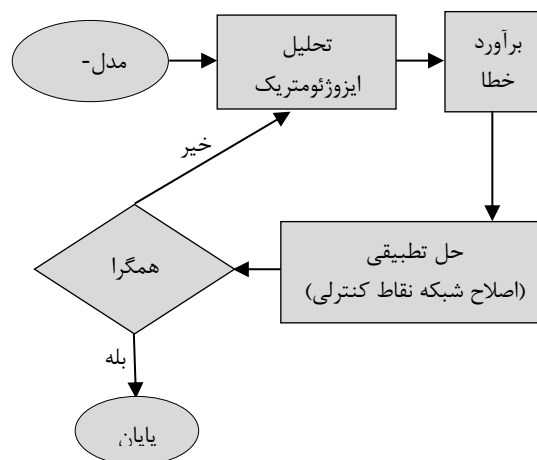 مدل-
تحلیل
ایزوژئومتریک
برآورد
خطا
حل تطبیقی
(اصلاح شبکه نقاط کنترلی)
همگرا
خیر
بله
پایان